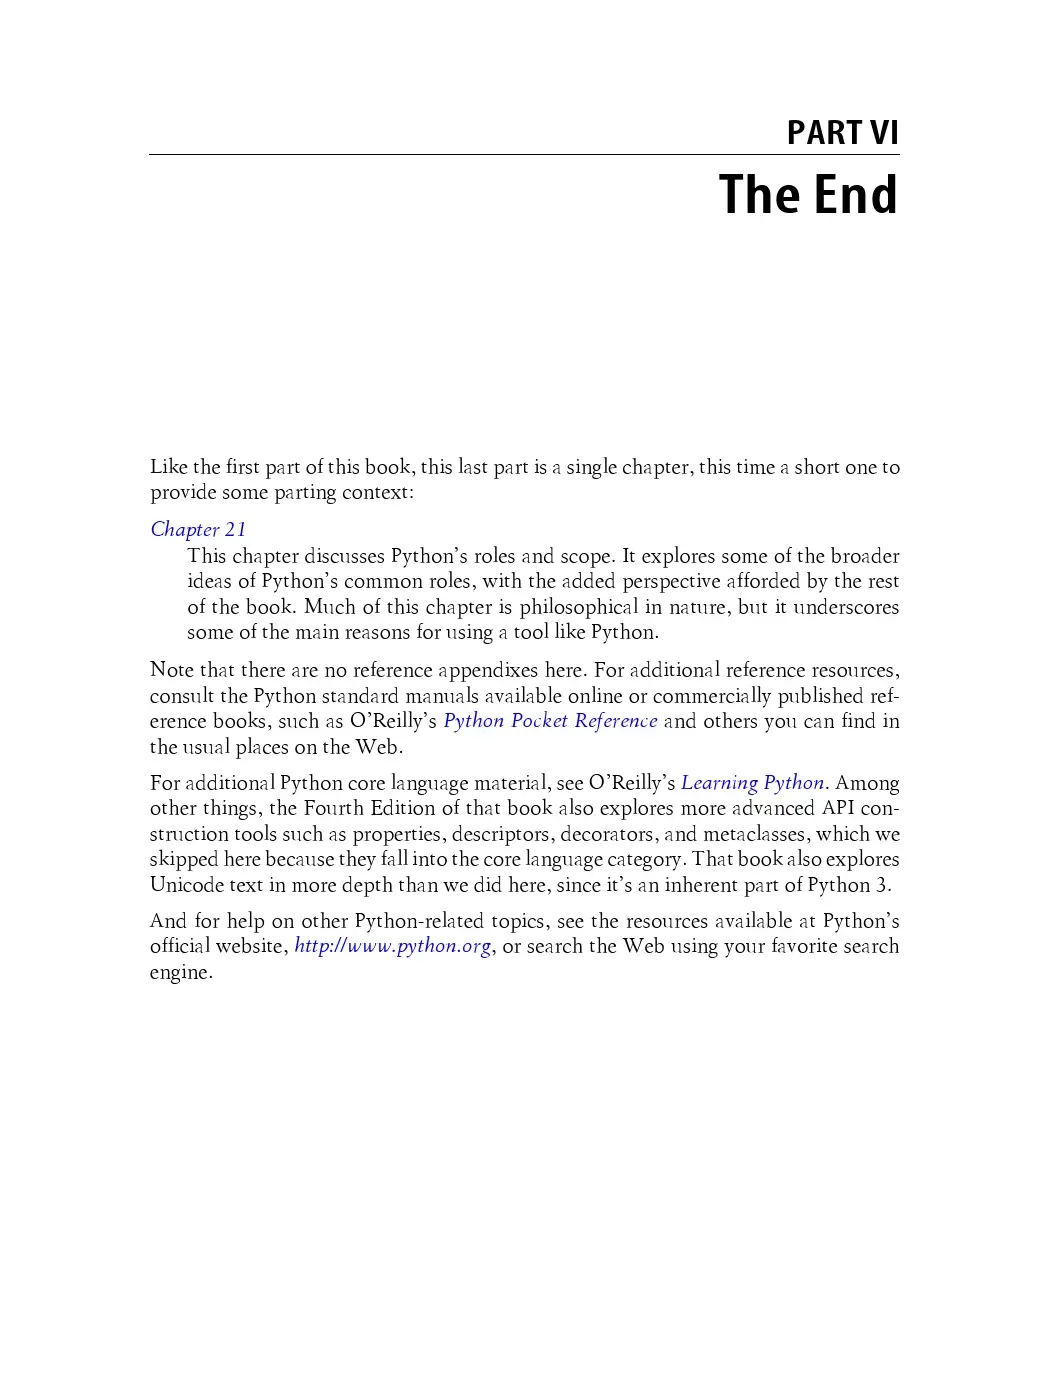 PART VI
The End
Like the first part of this book, this last part is a single chapter, this time a short one to
provide some parting context:
Chapter 21
This chapter discusses Python’s roles and scope. It explores some of the broader
ideas of Python’s common roles, with the added perspective afforded by the rest
of the book. Much of this chapter is philosophical in nature, but it underscores
some of the main reasons for using a tool like Python.
Note that there are no reference appendixes here. For additional reference resources,
consult the Python standard manuals available online or commercially published ref-
erence books, such as O’Reilly’s Python Pocket Reference and others you can find in
the usual places on the Web.
For additional Python core language material, see O’Reilly’s Learning Python. Among
other things, the Fourth Edition of that book also explores more advanced API con-
struction tools such as properties, descriptors, decorators, and metaclasses, which we
skipped here because they fall into the core language category. That book also explores
Unicode text in more depth than we did here, since it’s an inherent part of Python 3.
And for help on other Python-related topics, see the resources available at Python’s
official website, http://www.python.org, or search the Web using your favorite search
engine.